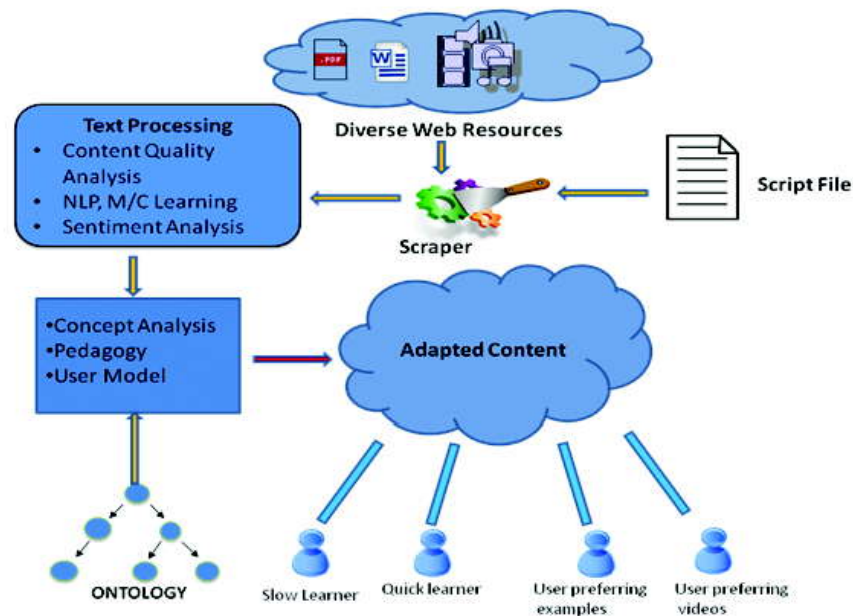 .PDF
W
Diverse Web Resources
Text Processing
• Content Quality
Analysis
• NLP, M/C Learning
• Sentiment Analysis
Scraper
Script File
•Concept Analysis
•Pedagogy
•User Model
Adapted Content
ONTOLOGY
Slow Learner
Quick learner
User preferring
examples
User preferring
videos